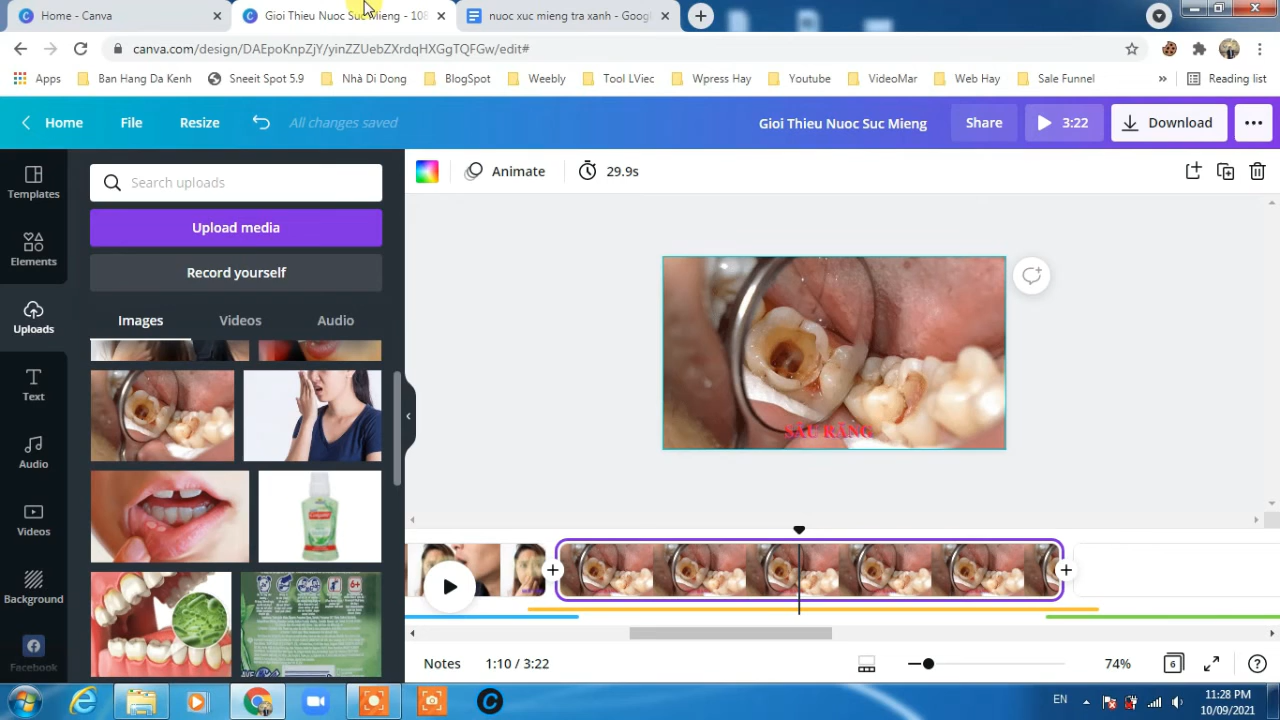 Home - Canva
Gioi Thieu Nuoc Suc Mieng - 108
nuoc xuc mieng tra xanh - Googl
canva.com/design/DAEpoKnpZjY/yinZZUebZXrdqHXGgTQFGw/edit#
Apps
Ban Hang Da Kenh
Sneeit Spot 5.9
Nhà Di Dong
BlogSpot
Weebly
Tool LViec
Wpress Hay
Youtube
VideoMar
Web Hay
Sale Funnel
»
Reading list
Home
File
Resize
All changes saved
Gioi Thieu Nuoc Suc Mieng
Share
3:22
Download
Templates
Elements
Uploads
Text
Audio
Videos
Background
Facebook
Search uploads
Upload media
Record yourself
Images
Videos
Audio
Colgate
6+
Animate
29.9s
SÂU RĂNG
Notes
1:10 / 3:22
74%
6
EN
11:28 PM
10/09/2021